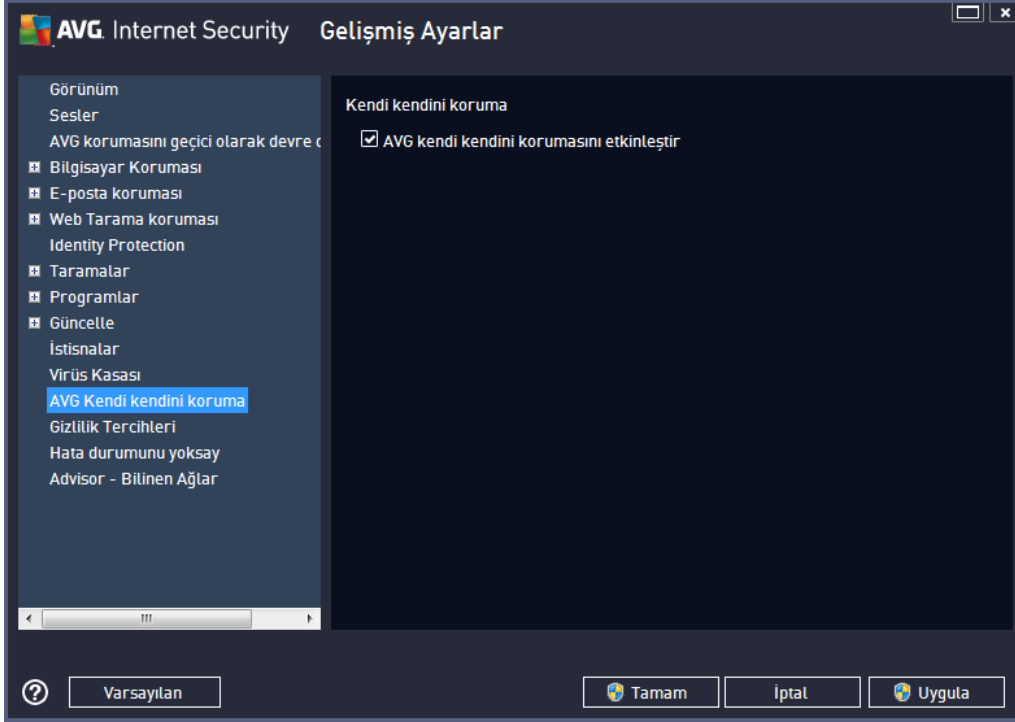 AVG. Internet Security Gelişmiş Ayarlar
Görünüm
Sesler
AVG korumasını geçici olarak devre d
Bilgisayar Koruması
E-posta koruması
Web Tarama koruması
Identity Protection
Taramalar
Programlar
Güncelle
İstisnalar
Virüs Kasası
AVG Kendi kendini koruma
Gizlilik Tercihleri
Hata durumunu yoksay
Advisor - Bilinen Ağlar
Kendi kendini koruma
AVG kendi kendini korumasını etkinleştir
Varsayılan
Tamam
İptal
Uygula